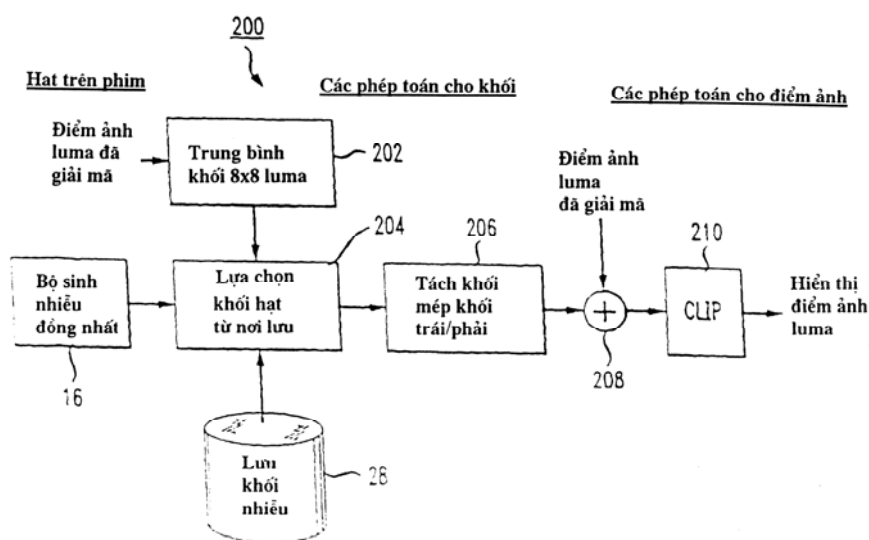 200
Hat trên phim
Các phép toán cho khối
Các phép toán cho điểm ảnh
Điểm ảnh
luma đã
giải mã
Trung bình
khối 8x8 luma
202
Điểm ảnh
luma
đã giải mã
204
206
210
Bộ sinh
nhiễu
đồng nhất
16
Lựa chọn
khối hạt
từ nơi lưu
Tách khối
mép khối
trái/phải
+
208
CLIP
Hiển thị
điểm ảnh
luma
Lưu
khối
nhiễu
28